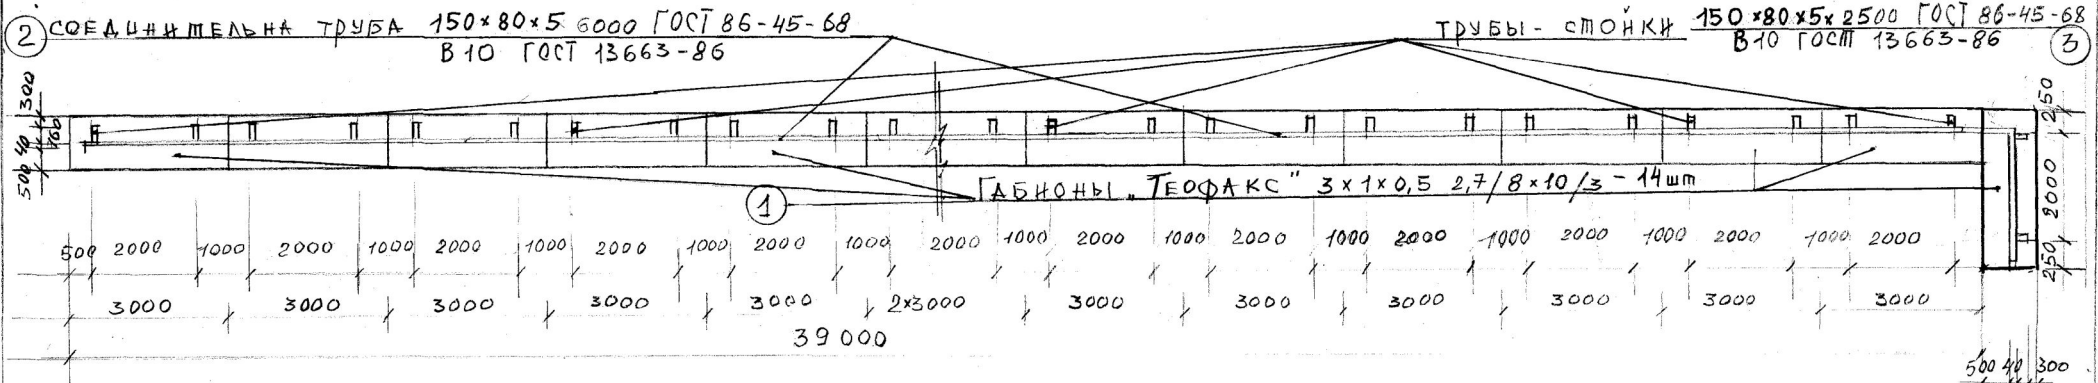 2 СОЕДИНИТЕЛЬНА ТРУБА 150×80×5 6000 ГОСТ 86-45-68
В 10 ГОСТ 13663-86
ТРУБЫ - СТОЙКИ 150×80×5×2500 ГОСТ 86-45-68
В 10 ГОСТ 13663-86 3
300
160
500 40
250
2000
250
1 ГАБИОНЫ „ТЕОФАКС" 3×1×0,5 2,7/8×10/3 - 14шт
500 2000 1000 2000 1000 2000 1000 2000 1000 2000 1000 2000 1000 2000 1000 2000 1000 2000 1000 2000 1000 2000 1000 2000
3000 3000 3000 3000 3000 2×3000 3000 3000 3000 3000 3000 3000
39 000
500 40 300